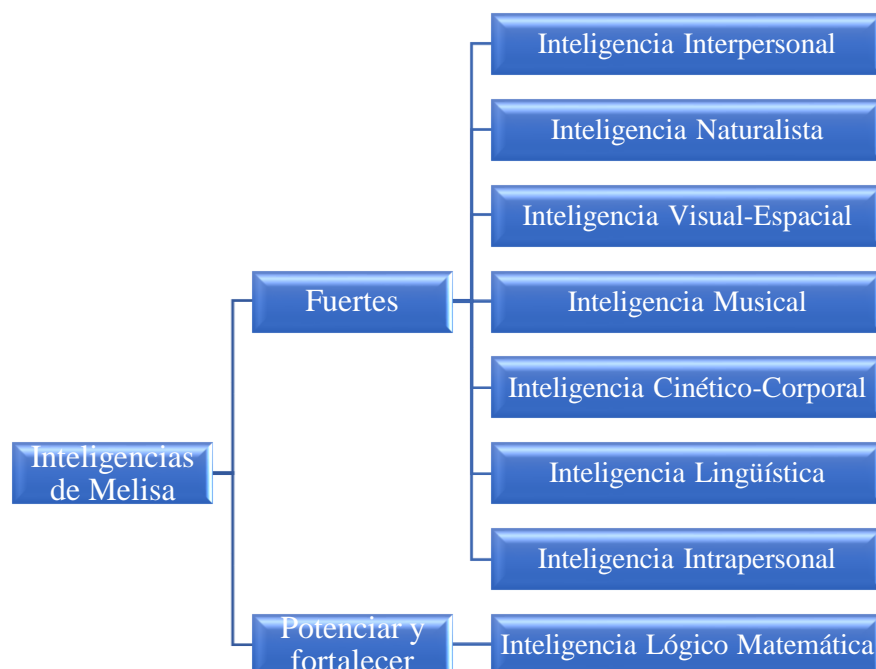 Inteligencia Interpersonal
Inteligencia Naturalista
Inteligencia Visual-Espacial
Fuertes
Inteligencia Musical
Inteligencia Cinético-Corporal
Inteligencias
de Melisa
Inteligencia Lingüística
Inteligencia Intrapersonal
Potenciar y
fortalecer
Inteligencia Lógico Matemática